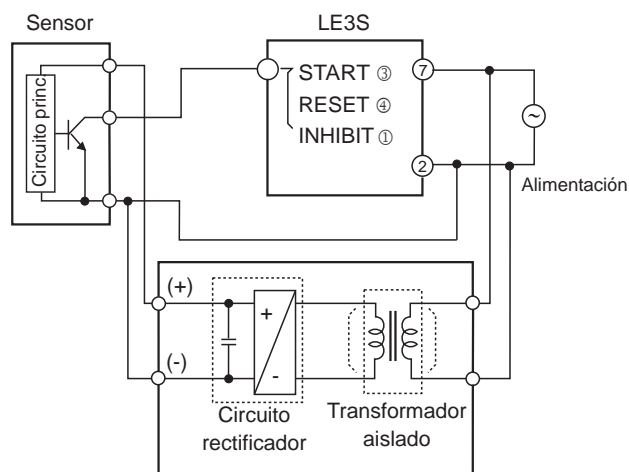 Sensor
LE3S
Circuito princ.
START ③
RESET ④
INHIBIT ①
7
2
~
Alimentación
(+)
(-)
+
-
Circuito
rectificador
Transformador
aislado